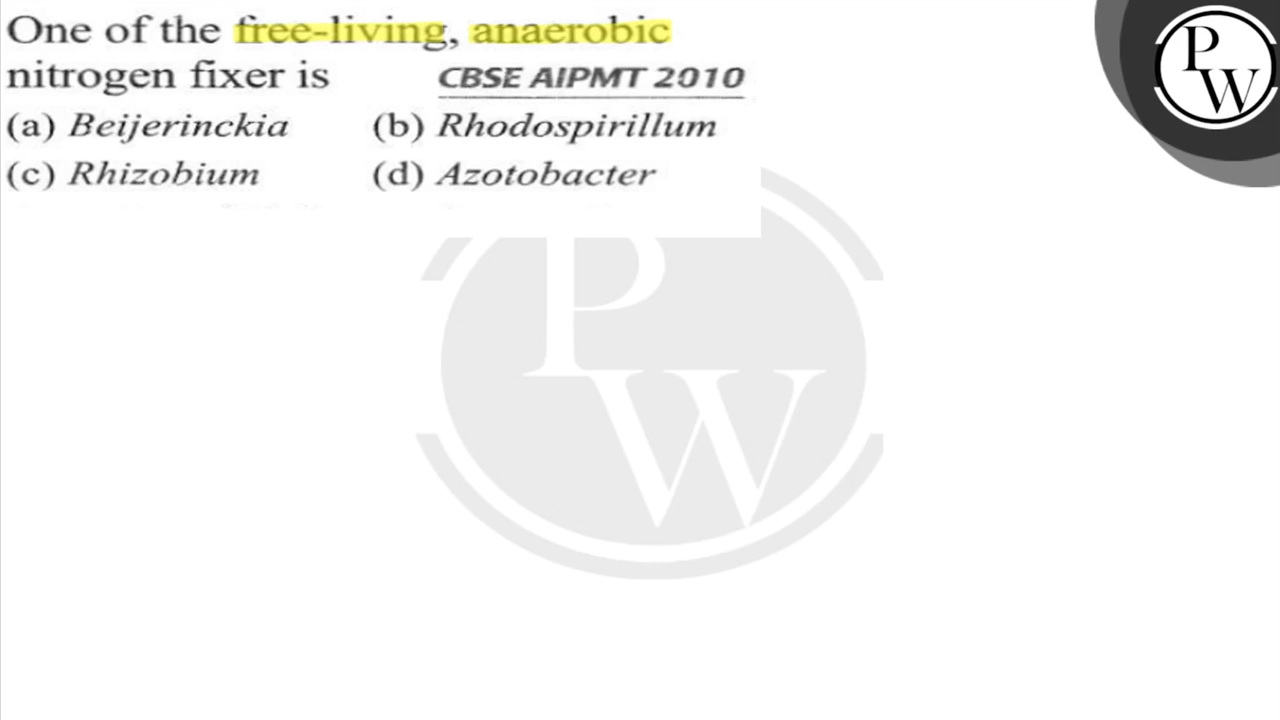 One of the free-living, anaerobic
nitrogen fixer is CBSE AIPMT 2010
(a) Beijerinckia (b) Rhodospirillum
(c) Rhizobium (d) Azotobacter
P
W
P
W